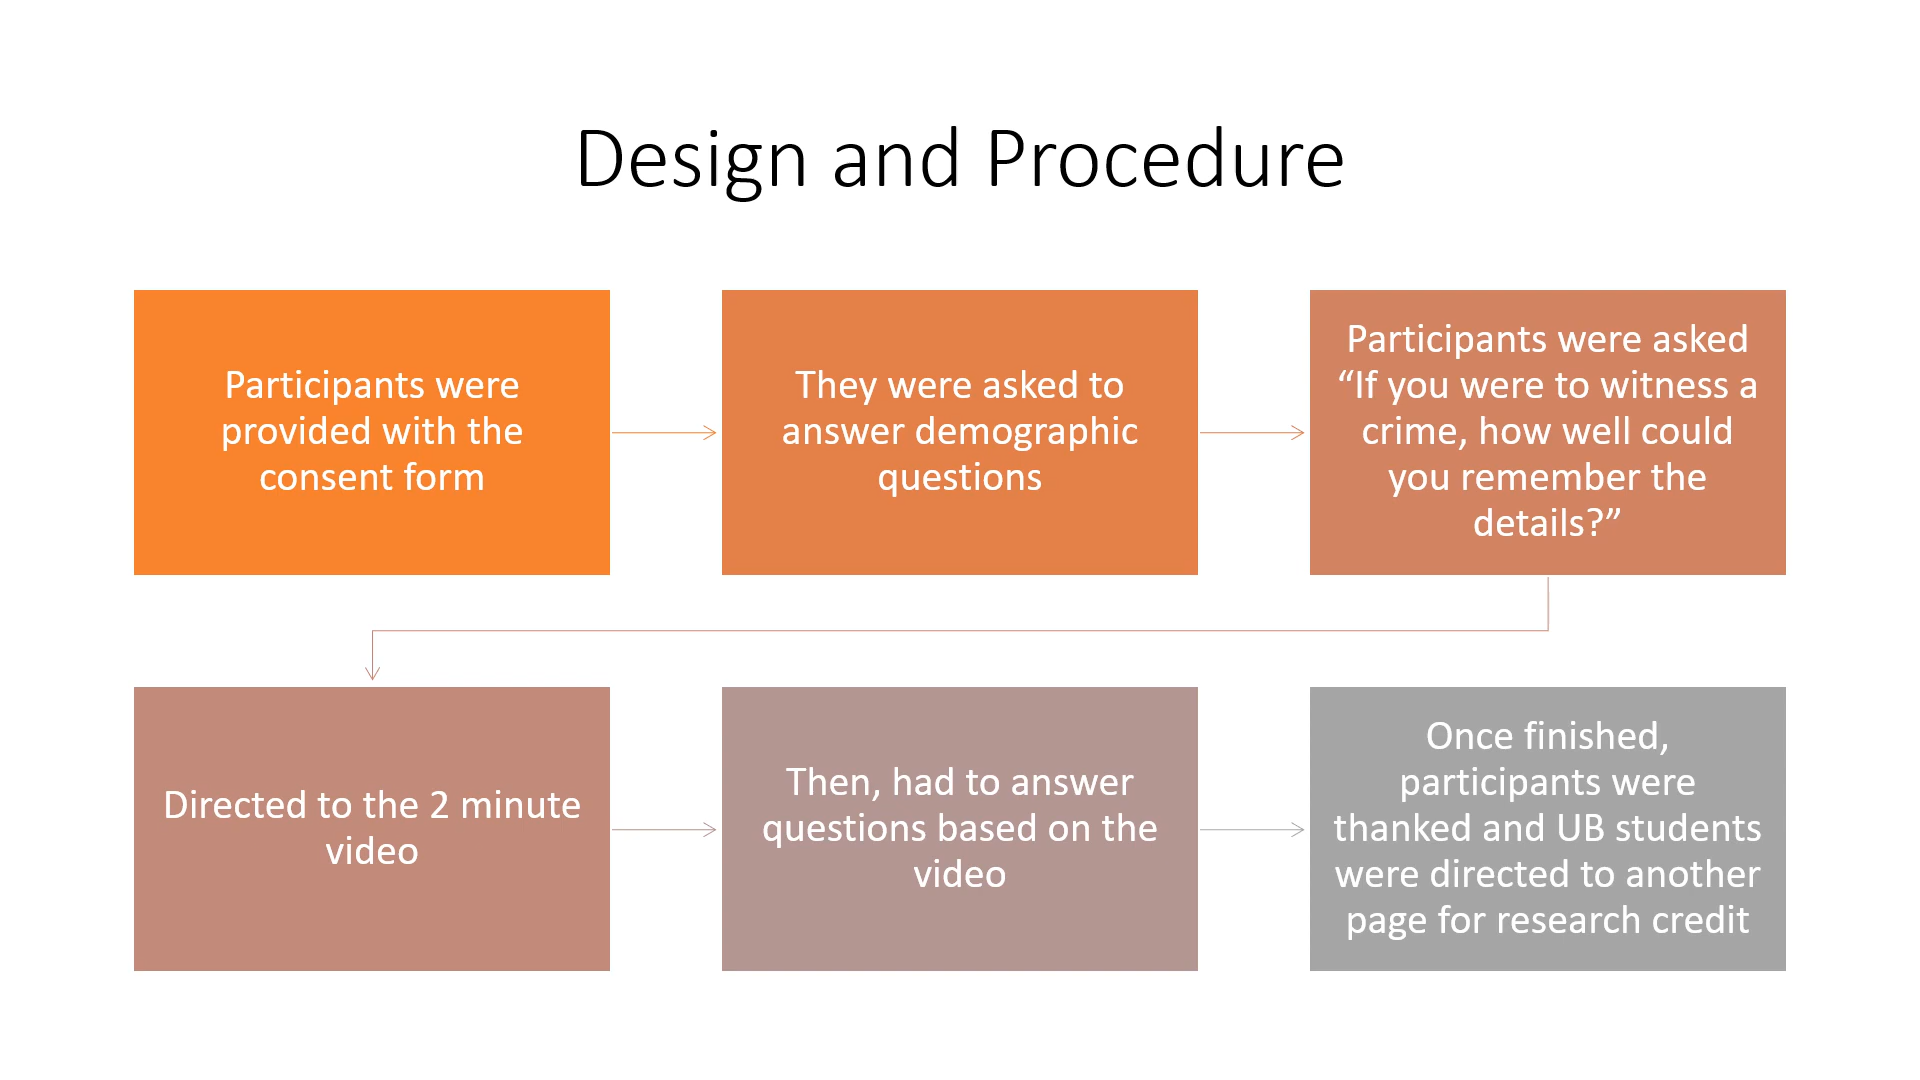 Design and Procedure
Participants were
provided with the
consent form
They were asked to
answer demographic
questions
Participants were asked
“If you were to witness a
crime, how well could
you remember the
details?”
Directed to the 2 minute
video
Then, had to answer
questions based on the
video
Once finished,
participants were
thanked and UB students
were directed to another
page for research credit